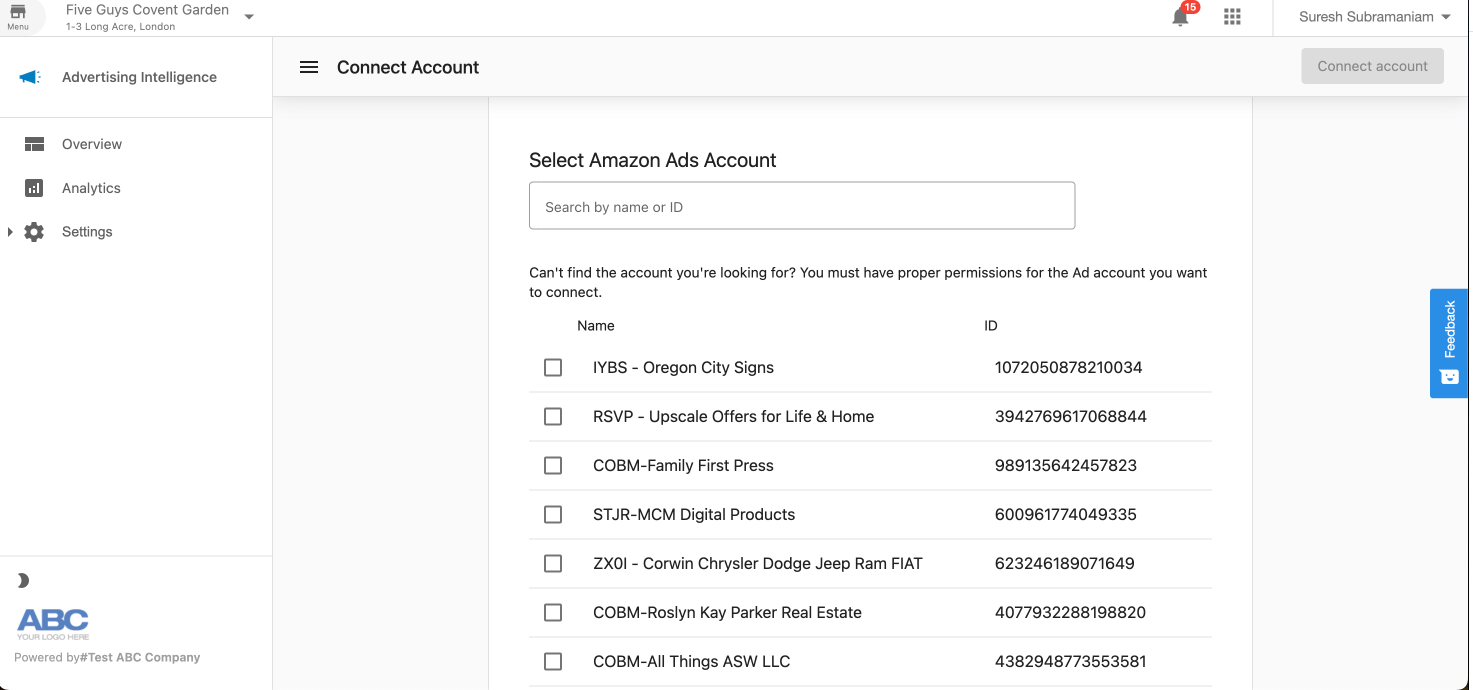 Menu
Five Guys Covent Garden
1-3 Long Acre, London
15
Suresh Subramaniam
Advertising Intelligence
Connect Account
Connect account
Overview
Analytics
Settings
Select Amazon Ads Account
Search by name or ID
Can't find the account you're looking for? You must have proper permissions for the Ad account you want
to connect.
Name ID
IYBS - Oregon City Signs 1072050878210034
RSVP - Upscale Offers for Life & Home 3942769617068844
COBM-Family First Press 989135642457823
STJR-MCM Digital Products 600961774049335
ZX0I - Corwin Chrysler Dodge Jeep Ram FIAT 623246189071649
COBM-Roslyn Kay Parker Real Estate 4077932288198820
COBM-All Things ASW LLC 4382948773553581
Feedback
ABC
YOUR LOGO HERE
Powered by#Test ABC Company